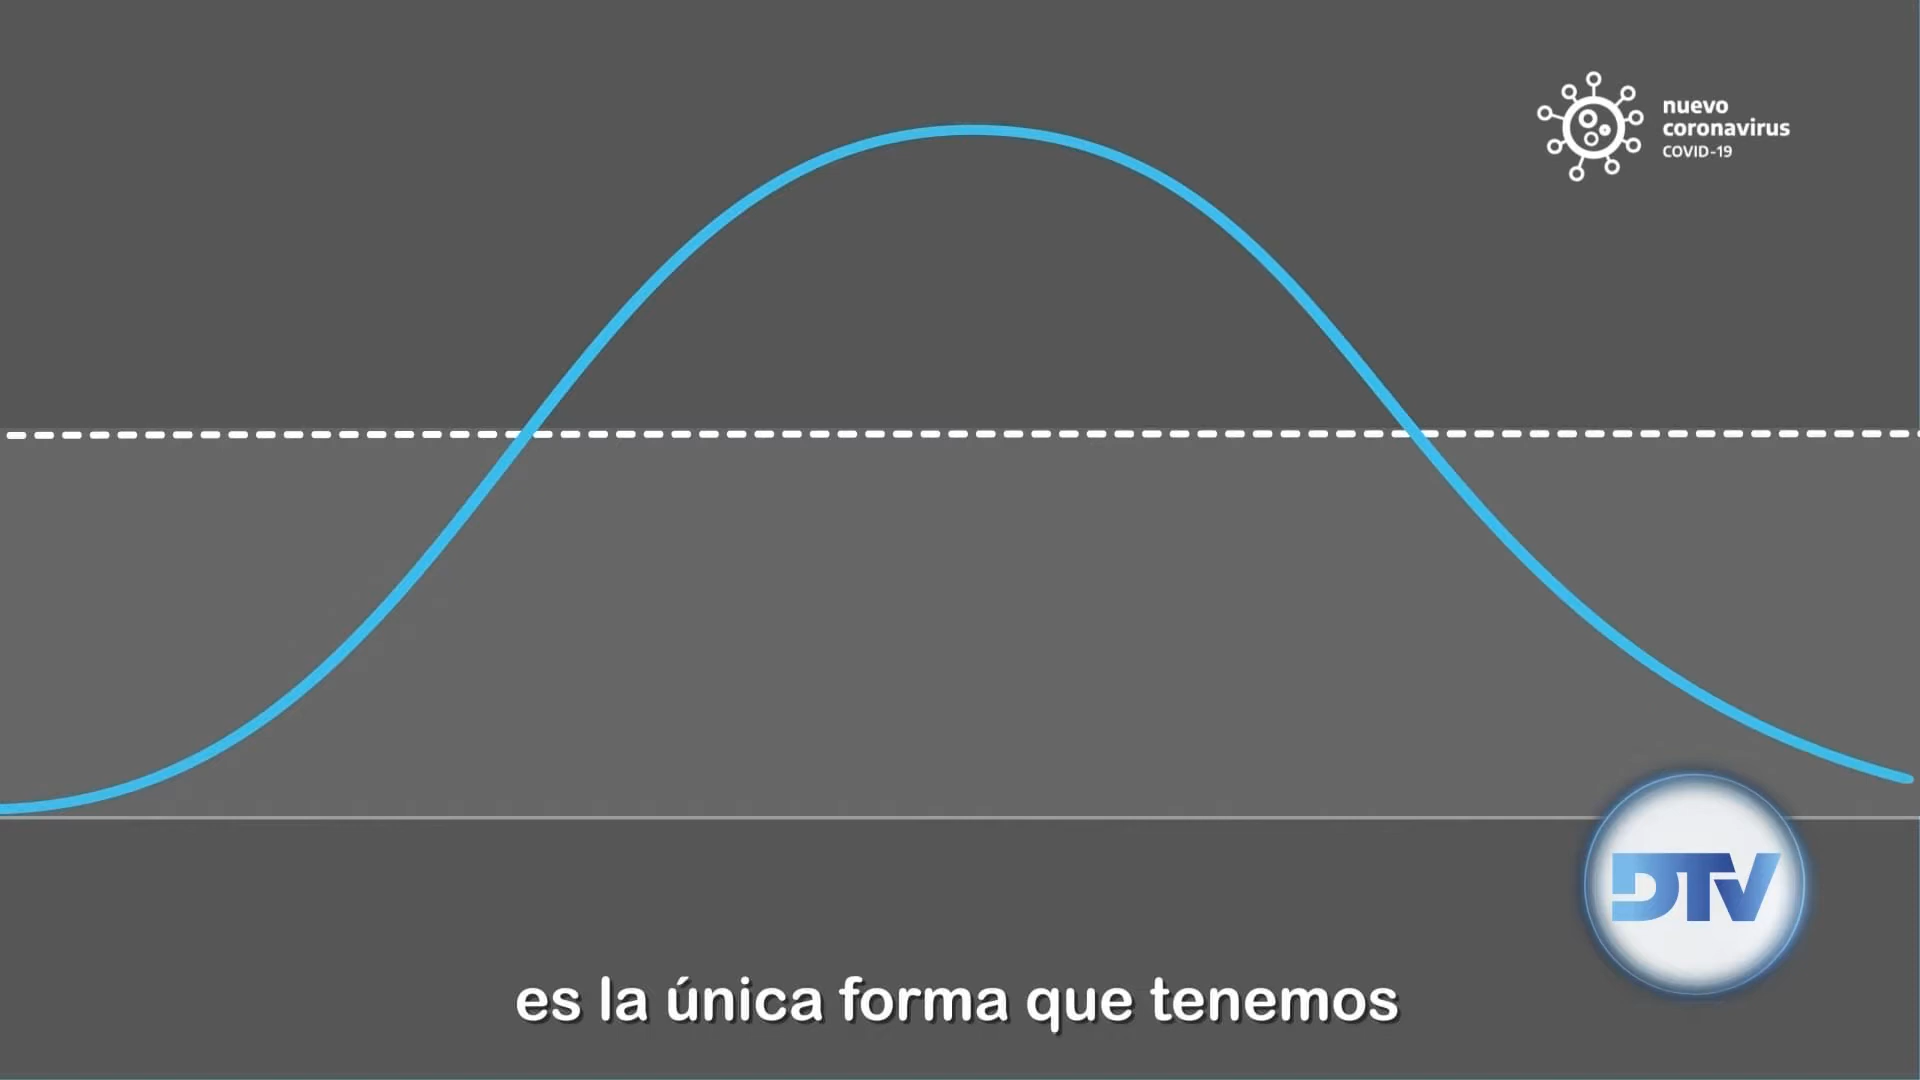 nuevo
coronavirus
COVID-19
DTV
es la única forma que tenemos